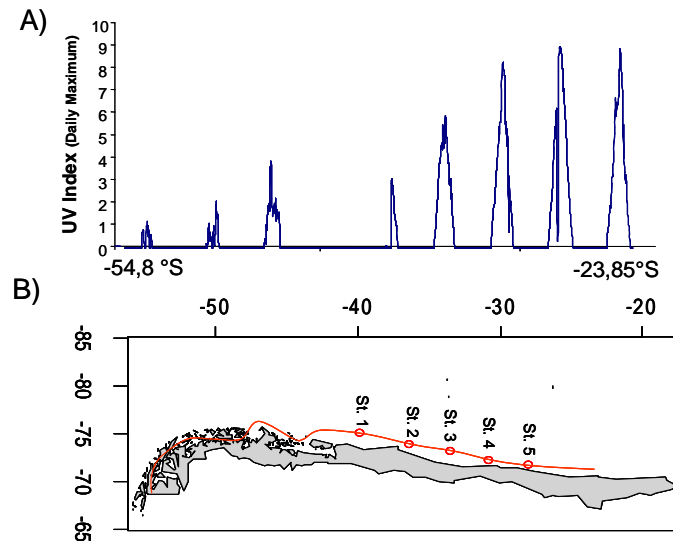 A)
UV Index (Daily Maximum)
10
9
8
7
6
5
4
3
2
1
0
-54,8 °S
-23,85°S
B)
-50
-40
-30
-20
-85
-80
-75
-70
-65
St. 1
St. 2
St. 3
St. 4
St. 5